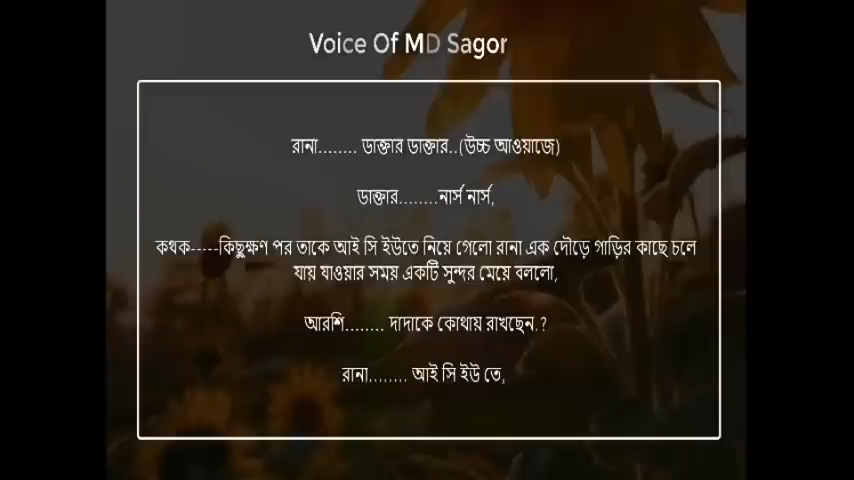 Voice Of MD Sagor
রানা........ ডাক্তার ডাক্তার..(উচ্চ আওয়াজে)
ডাক্তার........নার্স নার্স,
কথক-----কিছুক্ষণ পর তাকে আই সি ইউতে নিয়ে গেলো রানা এক দৌড়ে গাড়ির কাছে চলে
যায় যাওয়ার সময় একটি সুন্দর মেয়ে বললো,
আরশি........ দাদাকে কোথায় রাখছেন.?
রানা........ আই সি ইউ তে,